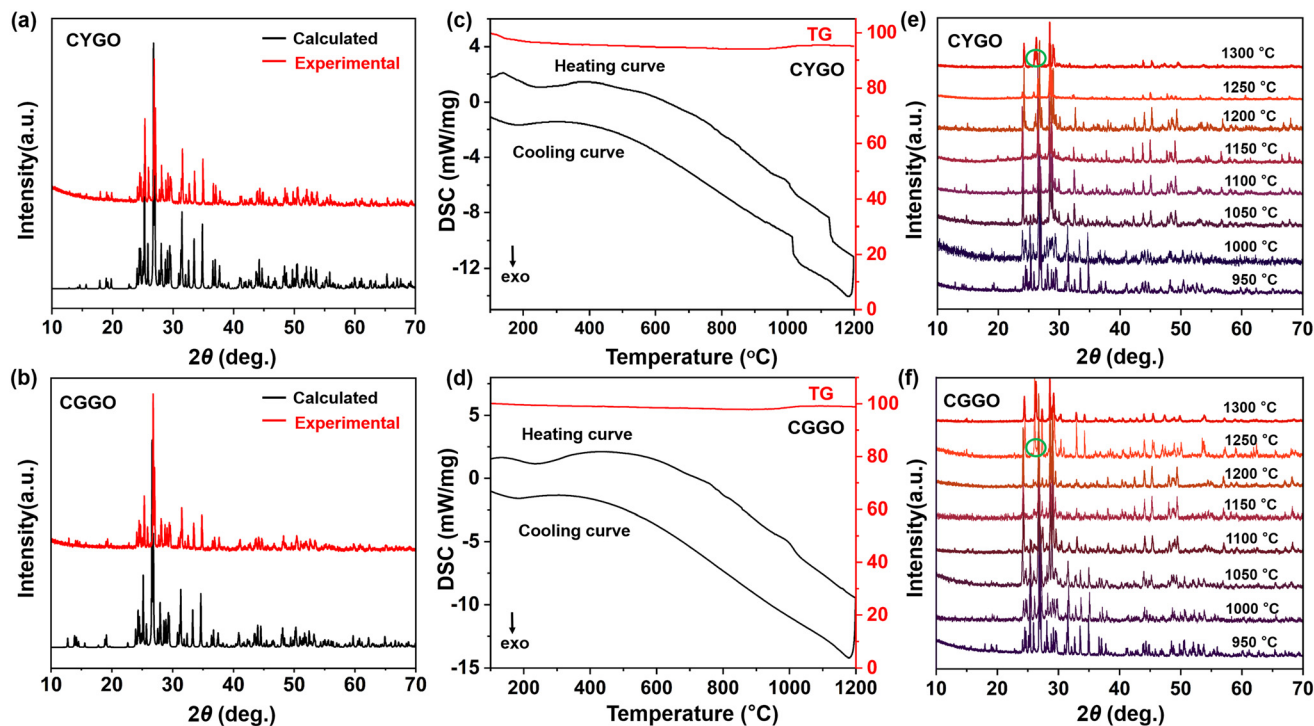 (a)
CYGO
Calculated
Experimental
Intensity(a.u.)
10 20 30 40 50 60 70
2θ (deg.)
(b)
CGGO
Calculated
Experimental
Intensity(a.u.)
10 20 30 40 50 60 70
2θ (deg.)
(c)
TG
CYGO
Heating curve
Cooling curve
exo
DSC (mW/mg)
4
0
-4
-8
-12
100
80
60
40
20
0
200 400 600 800 1000 1200
Temperature (oC)
(d)
TG
CGGO
Heating curve
Cooling curve
exo
DSC (mW/mg)
5
0
-5
-10
-15
100
80
60
40
20
0
200 400 600 800 1000 1200
Temperature (°C)
(e)
CYGO
1300 °C
1250 °C
1200 °C
1150 °C
1100 °C
1050 °C
1000 °C
950 °C
Intensity(a.u.)
10 20 30 40 50 60 70
2θ (deg.)
(f)
CGGO
1300 °C
1250 °C
1200 °C
1150 °C
1100 °C
1050 °C
1000 °C
950 °C
Intensity(a.u.)
10 20 30 40 50 60 70
2θ (deg.)